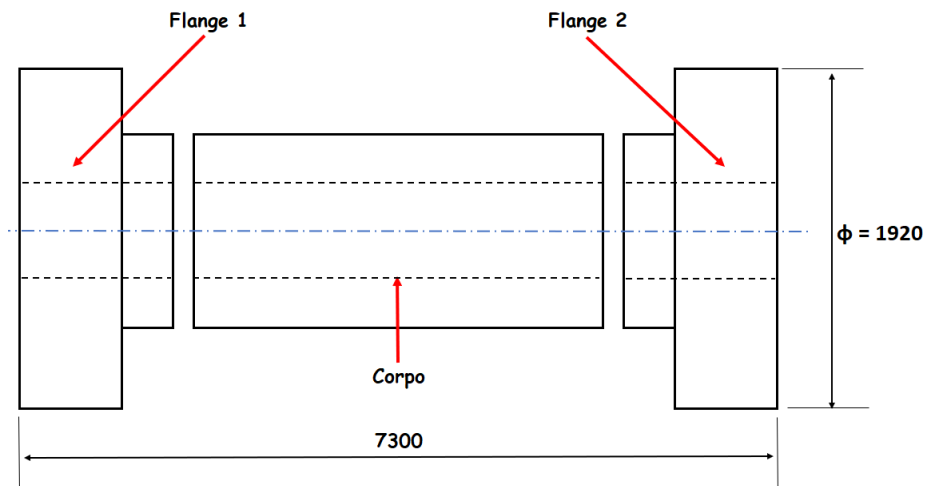 Flange 1
Flange 2
ϕ = 1920
Corpo
7300